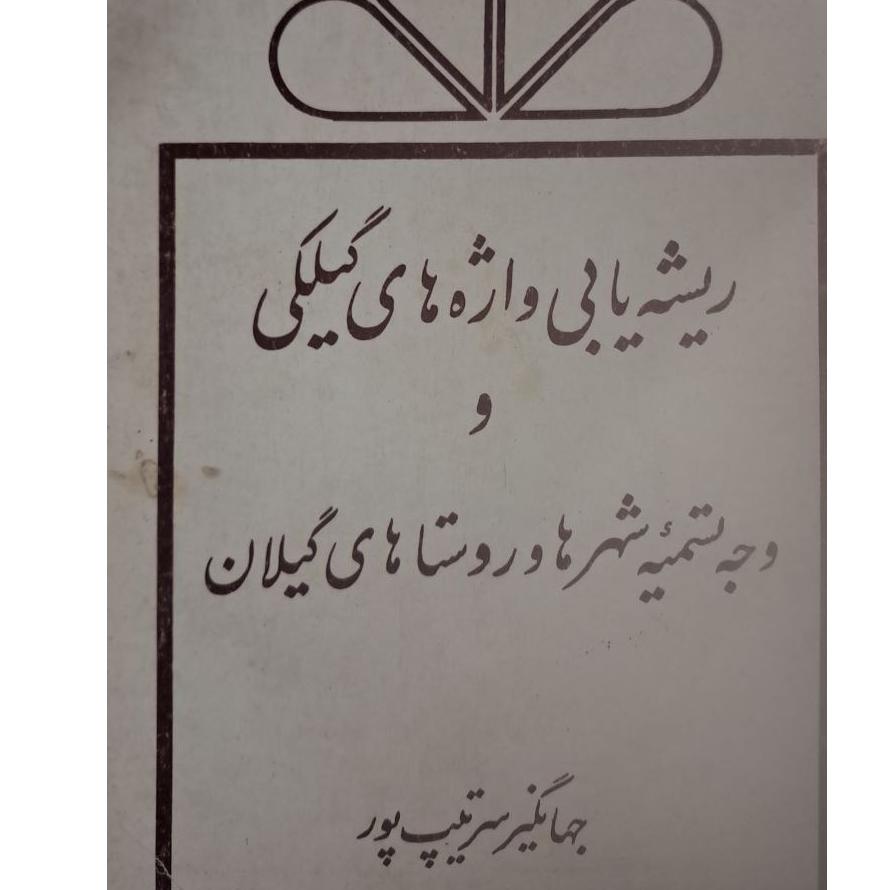 ریشه‌یابی واژه‌های گیلکی
و
وجه تسمیهٔ شهرها و روستاهای گیلان
جهانگیر سرتیپ‌پور